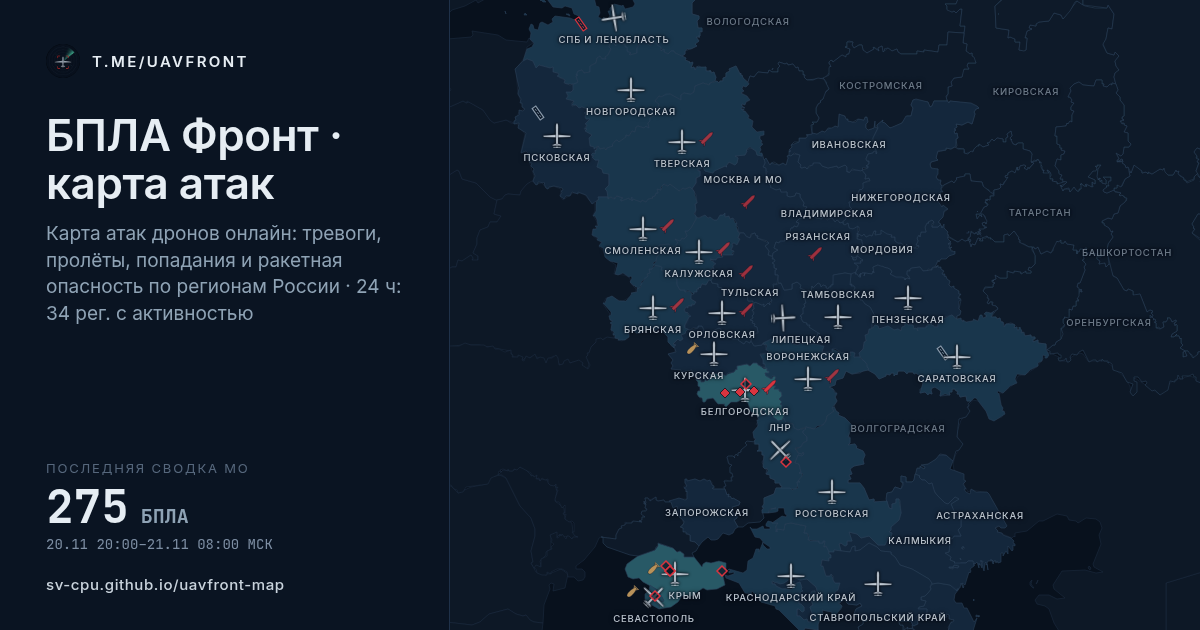 T.ME/UAVFRONT
БПЛА Фронт ·
карта атак
Карта атак дронов онлайн: тревоги,
пролёты, попадания и ракетная
опасность по регионам России · 24 ч:
34 рег. с активностью
ПОСЛЕДНЯЯ СВОДКА МО
275 БПЛА
20.11 20:00–21.11 08:00 МСК
sv-cpu.github.io/uavfront-map
ВОЛОГОДСКАЯ
СПБ И ЛЕНОБЛАСТЬ
КОСТРОМСКАЯ
КИРОВСКАЯ
НОВГОРОДСКАЯ
ИВАНОВСКАЯ
ПСКОВСКАЯ
ТВЕРСКАЯ
МОСКВА И МО
НИЖЕГОРОДСКАЯ
ВЛАДИМИРСКАЯ
ТАТАРСТАН
РЯЗАНСКАЯ
СМОЛЕНСКАЯ
МОРДОВИЯ
БАШКОРТОСТАН
КАЛУЖСКАЯ
ТУЛЬСКАЯ
ТАМБОВСКАЯ
ПЕНЗЕНСКАЯ
ОРЕНБУРГСКАЯ
БРЯНСКАЯ
ОРЛОВСКАЯ
ЛИПЕЦКАЯ
ВОРОНЕЖСКАЯ
КУРСКАЯ
САРАТОВСКАЯ
БЕЛГОРОДСКАЯ
ЛНР
ВОЛГОГРАДСКАЯ
ЗАПОРОЖСКАЯ
РОСТОВСКАЯ
АСТРАХАНСКАЯ
КАЛМЫКИЯ
КРЫМ
КРАСНОДАРСКИЙ КРАЙ
СЕВАСТОПОЛЬ
СТАВРОПОЛЬСКИЙ КРАЙ